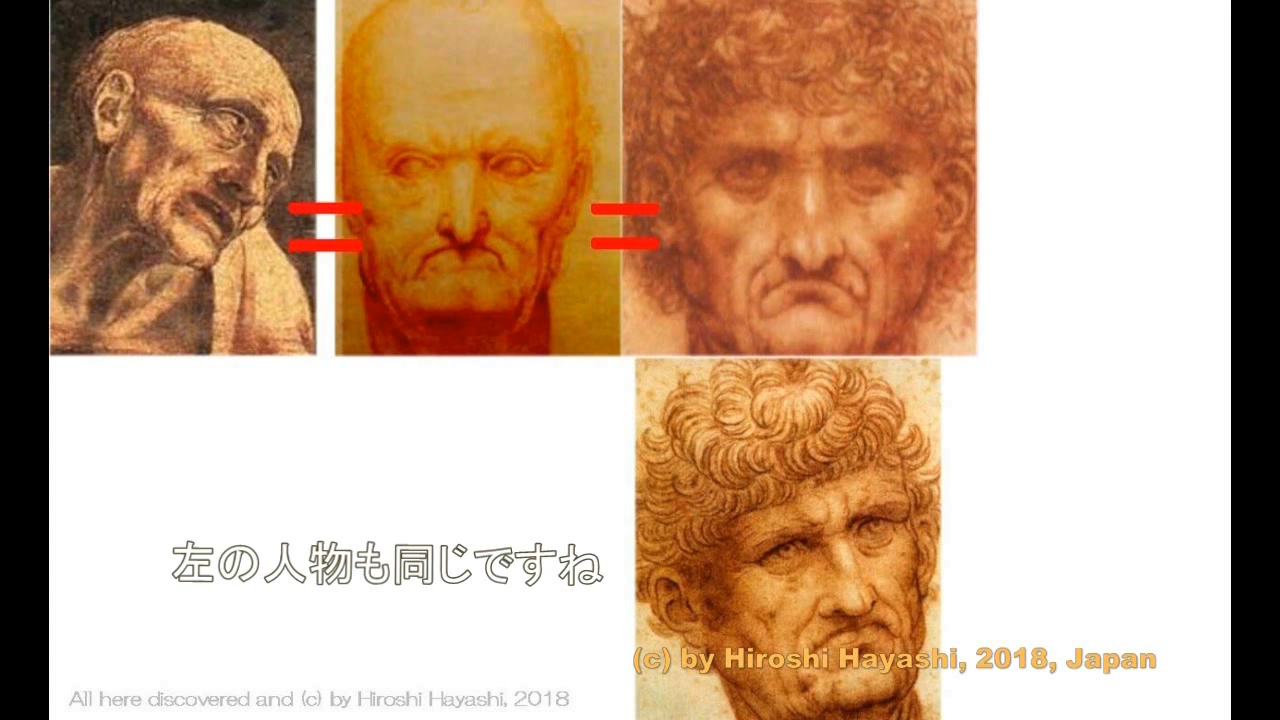 左の人物も同じですね
(c) by Hiroshi Hayashi, 2018, Japan
All here discovered and (c) by Hiroshi Hayashi, 2018